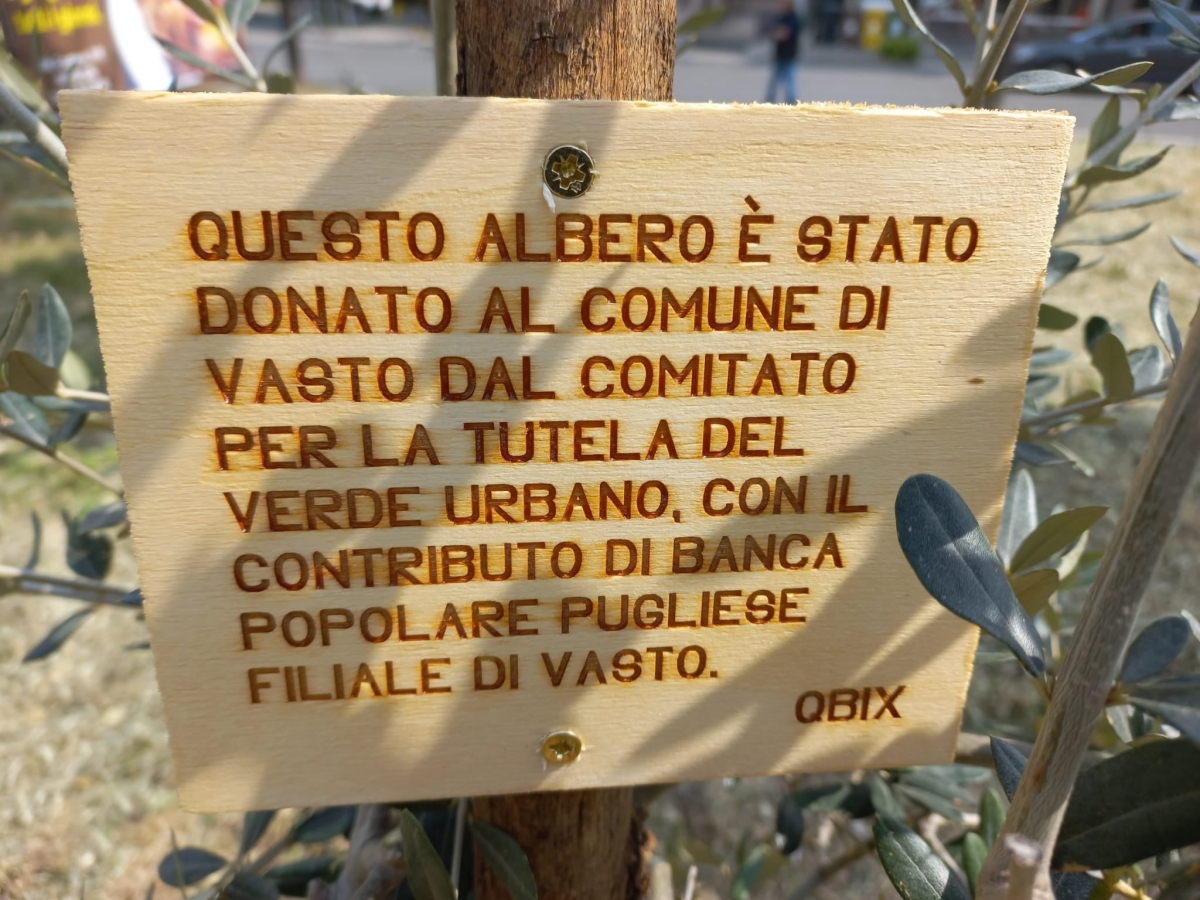 QUESTO ALBERO È STATO
DONATO AL COMUNE DI
VASTO DAL COMITATO
PER LA TUTELA DEL
VERDE URBANO, CON IL
CONTRIBUTO DI BANCA
POPOLARE PUGLIESE
FILIALE DI VASTO.
QBIX